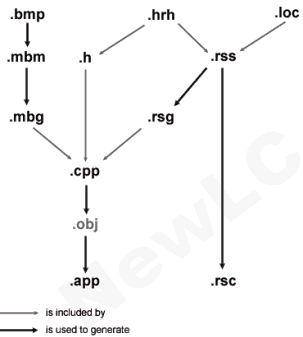 .bmp .hrh .loc
.mbm .h .rss
.mbg .rsg
.cpp
.obj
.app .rsc
NewLC
is included by
is used to generate